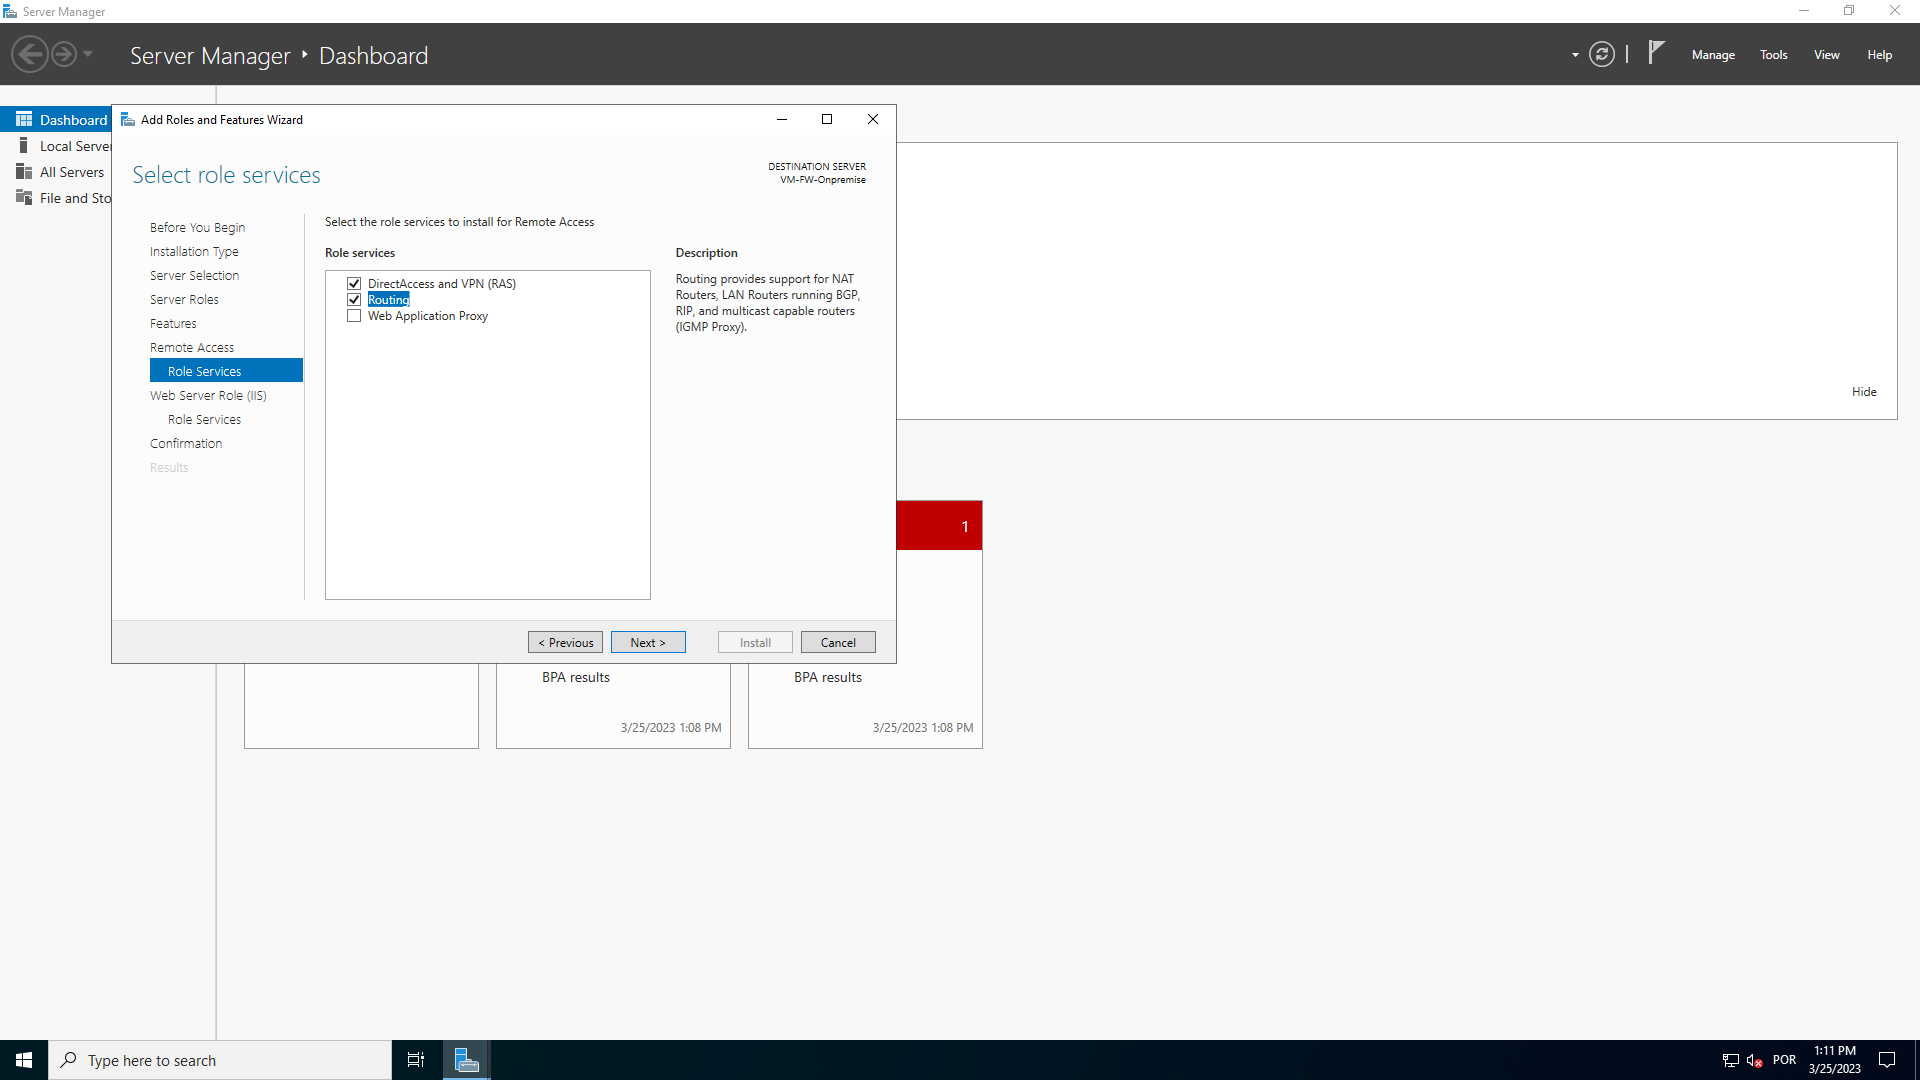 Server Manager
Server Manager
Dashboard
Manage
Tools
View
Help
Dashboard
Local Server
All Servers
File and Sto
Add Roles and Features Wizard
Select role services
DESTINATION SERVER
VM-FW-Onpremise
Before You Begin
Installation Type
Server Selection
Server Roles
Features
Remote Access
Role Services
Web Server Role (IIS)
Role Services
Confirmation
Results
Select the role services to install for Remote Access
Role services
DirectAccess and VPN (RAS)
Routing
Web Application Proxy
Description
Routing provides support for NAT
Routers, LAN Routers running BGP,
RIP, and multicast capable routers
(IGMP Proxy).
< Previous
Next >
Install
Cancel
Hide
1
BPA results
3/25/2023 1:08 PM
BPA results
3/25/2023 1:08 PM
Type here to search
POR
1:11 PM
3/25/2023